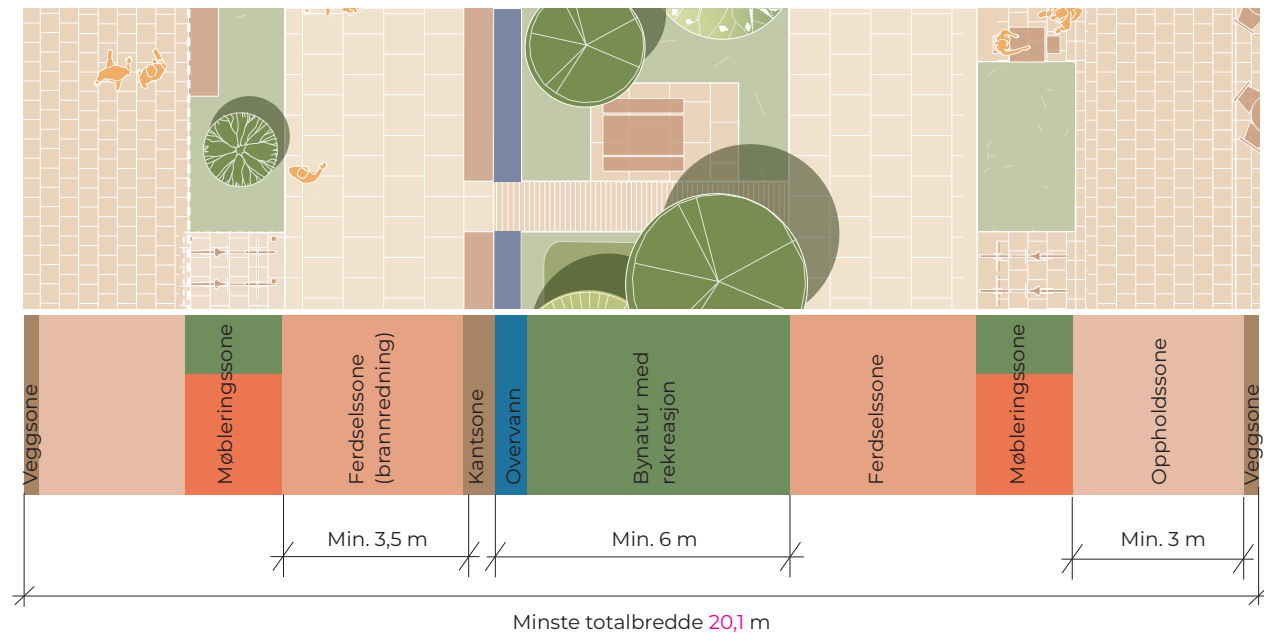 Veggsone
Møbleringssone
Ferdselssone
(brannredning)
Kantsone
Overvann
Bynatur med
rekreasjon
Ferdselssone
Møbleringssone
Oppholdssone
Veggsone
Min. 3,5 m
Min. 6 m
Min. 3 m
Minste totalbredde 20,1 m